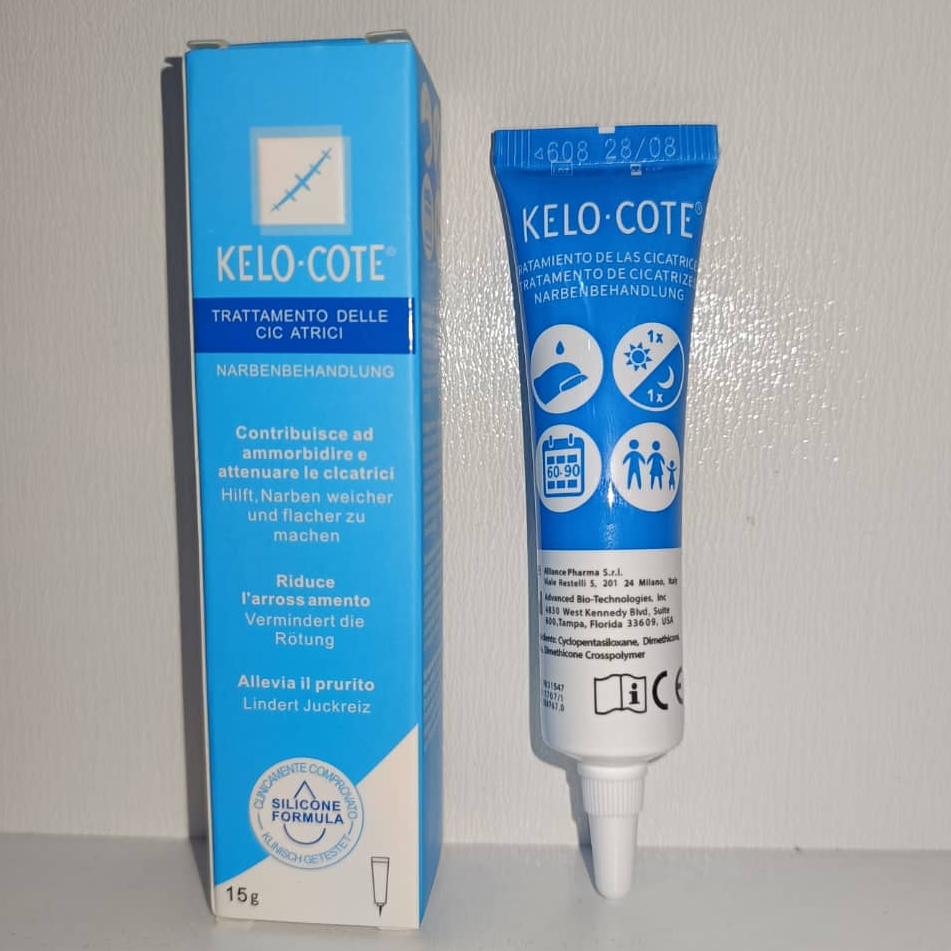 KELO·COTE®
TRATTAMENTO DELLE
CIC ATRICI
NARBENBEHANDLUNG
Contribuisce ad
ammorbidire e
attenuare le cIcatrici
Hilft,Narben weicher
und flacher zu
machen
Riduce
l'arross amento
Vermindert die
Rötung
Allevia il prurito
Lindert Juckreiz
CLINICAMENTE COMPROVATO
SILICONE
FORMULA
KLINISCH GETESTET
15g
608 28/08
KELO·COTE®
RATAMIENTO DE LAS CICATRICE
TRATAMENTO DE CICATRIZE
NARBENBEHANDLUNG
1x
1x
60-90
Alliance Pharma S.r.l.
Viale Restelli 5, 201 24 Milano, Italy
Advanced Bio-Technologies, Inc
4830 West Kennedy Blvd, Suite
600,Tampa, Florida 33609, USA
Cyclopentasiloxane, Dimethicone,
Dimethicone Crosspolymer
i
CE